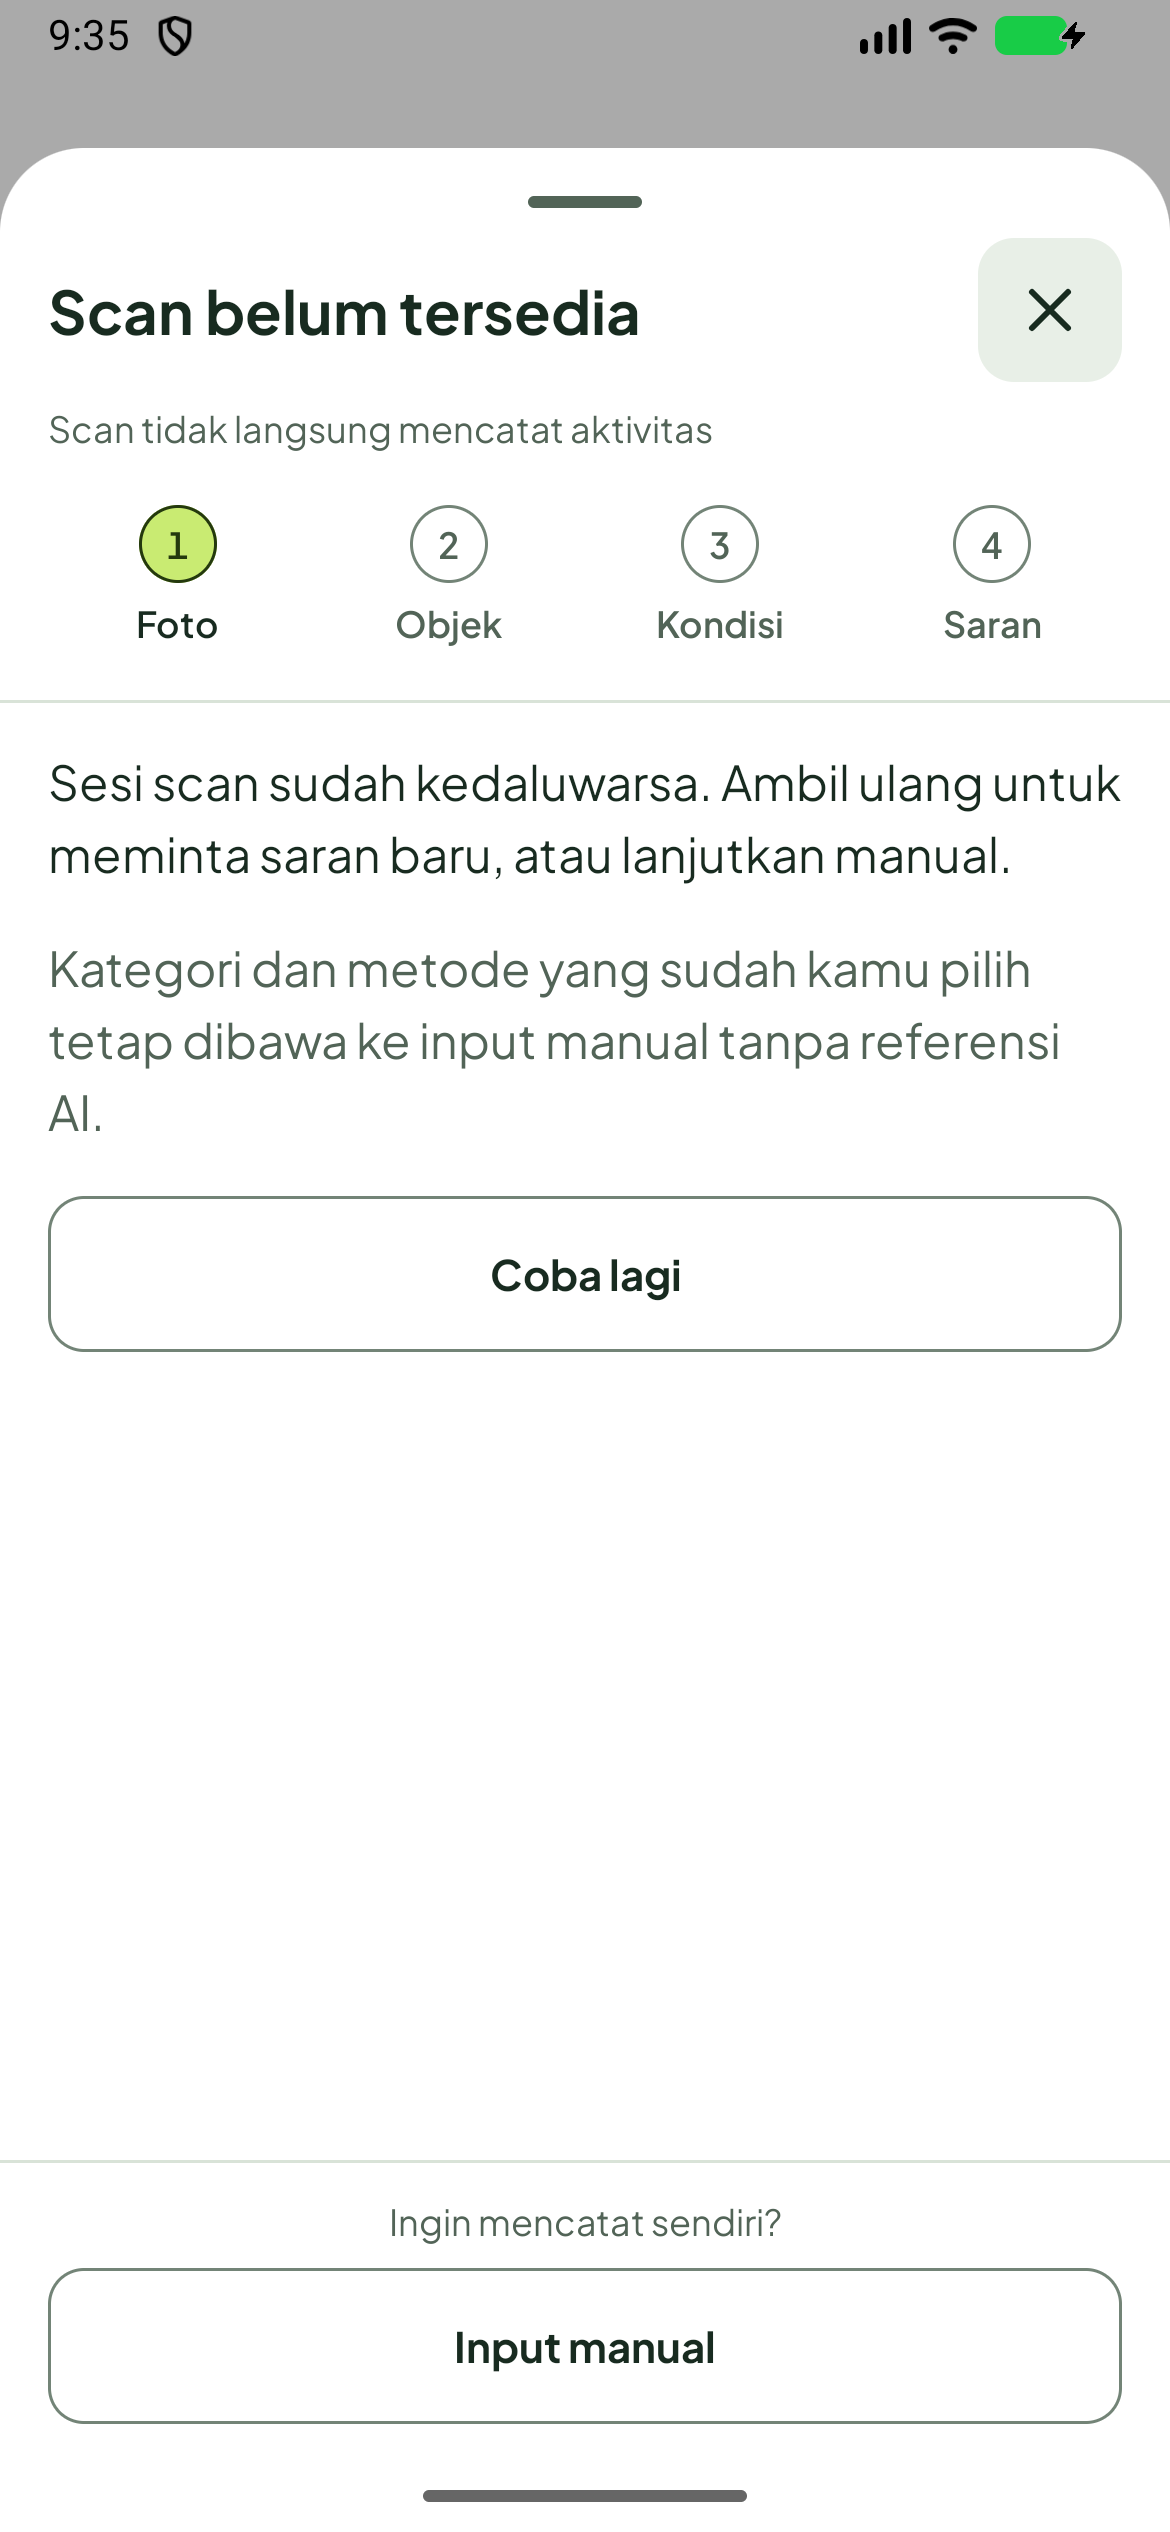 9:35
Scan belum tersedia
Scan tidak langsung mencatat aktivitas
1
2
3
4
Foto
Objek
Kondisi
Saran
Sesi scan sudah kedaluwarsa. Ambil ulang untuk
meminta saran baru, atau lanjutkan manual.
Kategori dan metode yang sudah kamu pilih
tetap dibawa ke input manual tanpa referensi
AI.
Coba lagi
Ingin mencatat sendiri?
Input manual